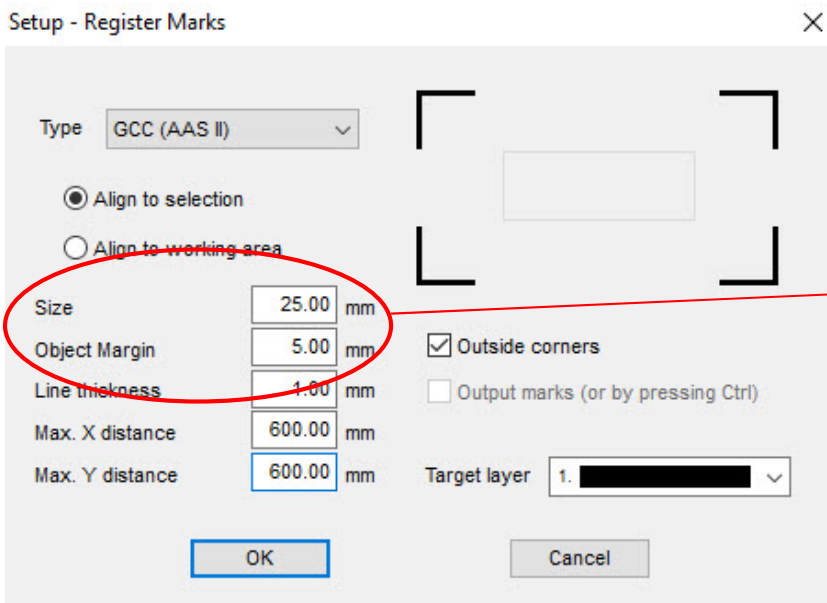 Setup - Register Marks
Type GCC (AAS II)
Align to selection
Align to working area
Size 25.00 mm
Object Margin 5.00 mm
Outside corners
Line thickness 1.00 mm
Output marks (or by pressing Ctrl)
Max. X distance 600.00 mm
Max. Y distance 600.00 mm
Target layer 1.
OK Cancel